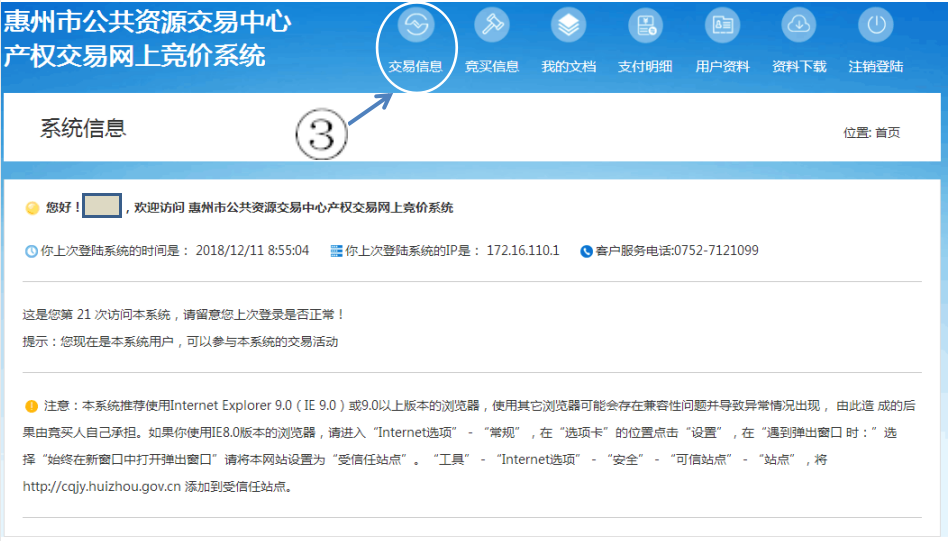 惠州市公共资源交易中心
产权交易网上竞价系统
交易信息 竞买信息 我的文档 支付明细 用户资料 资料下载 注销登陆
系统信息
③
位置: 首页
您好！ ，欢迎访问 惠州市公共资源交易中心产权交易网上竞价系统
你上次登陆系统的时间是： 2018/12/11 8:55:04 你上次登陆系统的IP是： 172.16.110.1 客户服务电话:0752-7121099
这是您第 21 次访问本系统，请留意您上次登录是否正常！
提示：您现在是本系统用户，可以参与本系统的交易活动
注意：本系统推荐使用Internet Explorer 9.0（IE 9.0）或9.0以上版本的浏览器，使用其它浏览器可能会存在兼容性问题并导致异常情况出现， 由此造 成的后
果由竞买人自己承担。如果你使用IE8.0版本的浏览器，请进入“Internet选项” - “常规”，在“选项卡”的位置点击“设置”，在“遇到弹出窗口 时：”选
择“始终在新窗口中打开弹出窗口”请将本网站设置为“受信任站点”。 “工具” - “Internet选项” - “安全” - “可信站点” - “站点”，将
http://cqjy.huizhou.gov.cn 添加到受信任站点。